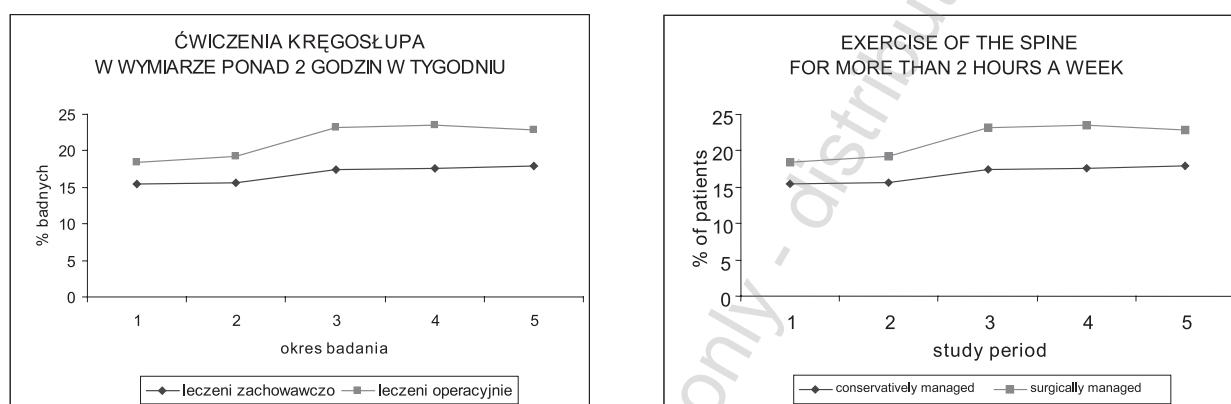 ĆWICZENIA KRĘGOSŁUPA
W WYMIARZE PONAD 2 GODZIN W TYGODNIU
% badnych
25
20
15
10
5
0
1 2 3 4 5
okres badania
leczeni zachowawczo leczeni operacyjnie
EXERCISE OF THE SPINE
FOR MORE THAN 2 HOURS A WEEK
% of patients
25
20
15
10
5
0
1 2 3 4 5
study period
conservatively managed surgically managed
only -